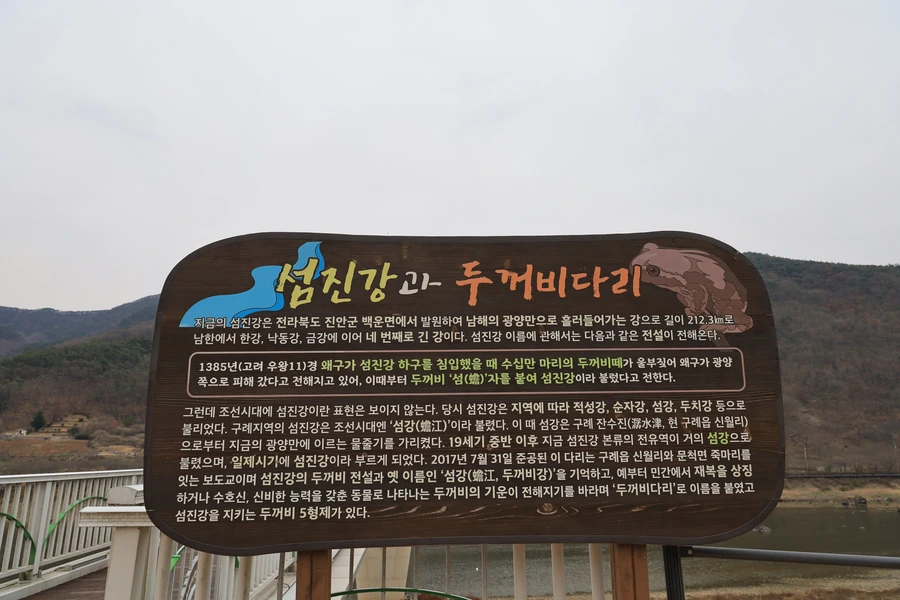 섬진강과 두꺼비다리
지금의 섬진강은 전라북도 진안군 백운면에서 발원하여 남해의 광양만으로 흘러들어가는 강으로 길이 212.3㎞로
남한에서 한강, 낙동강, 금강에 이어 네 번째로 긴 강이다. 섬진강 이름에 관해서는 다음과 같은 전설이 전해온다.
1385년(고려 우왕11)경 왜구가 섬진강 하구를 침입했을 때 수십만 마리의 두꺼비떼가 울부짖어 왜구가 광양
쪽으로 피해 갔다고 전해지고 있어, 이때부터 두꺼비 ‘섬(蟾)’자를 붙여 섬진강이라 불렀다고 전한다.
그런데 조선시대에 섬진강이란 표현은 보이지 않는다. 당시 섬진강은 지역에 따라 적성강, 순자강, 섬강, 두치강 등으로
불리었다. 구례지역의 섬진강은 조선시대엔 ‘섬강(蟾江)’이라 불렸다. 이 때 섬강은 구례 잔수진(潺水津, 현 구례읍 신월리)
으로부터 지금의 광양만에 이르는 물줄기를 가리켰다. 19세기 중반 이후 지금 섬진강 본류의 전유역이 거의 섬강으로
불렸으며, 일제시기에 섬진강이라 부르게 되었다. 2017년 7월 31일 준공된 이 다리는 구례읍 신월리와 문척면 죽마리를
잇는 보도교이며 섬진강의 두꺼비 전설과 옛 이름인 ‘섬강(蟾江, 두꺼비강)’을 기억하고, 예부터 민간에서 재복을 상징
하거나 수호신, 신비한 능력을 갖춘 동물로 나타나는 두꺼비의 기운이 전해지기를 바라며 ‘두꺼비다리’로 이름을 붙였고
섬진강을 지키는 두꺼비 5형제가 있다.